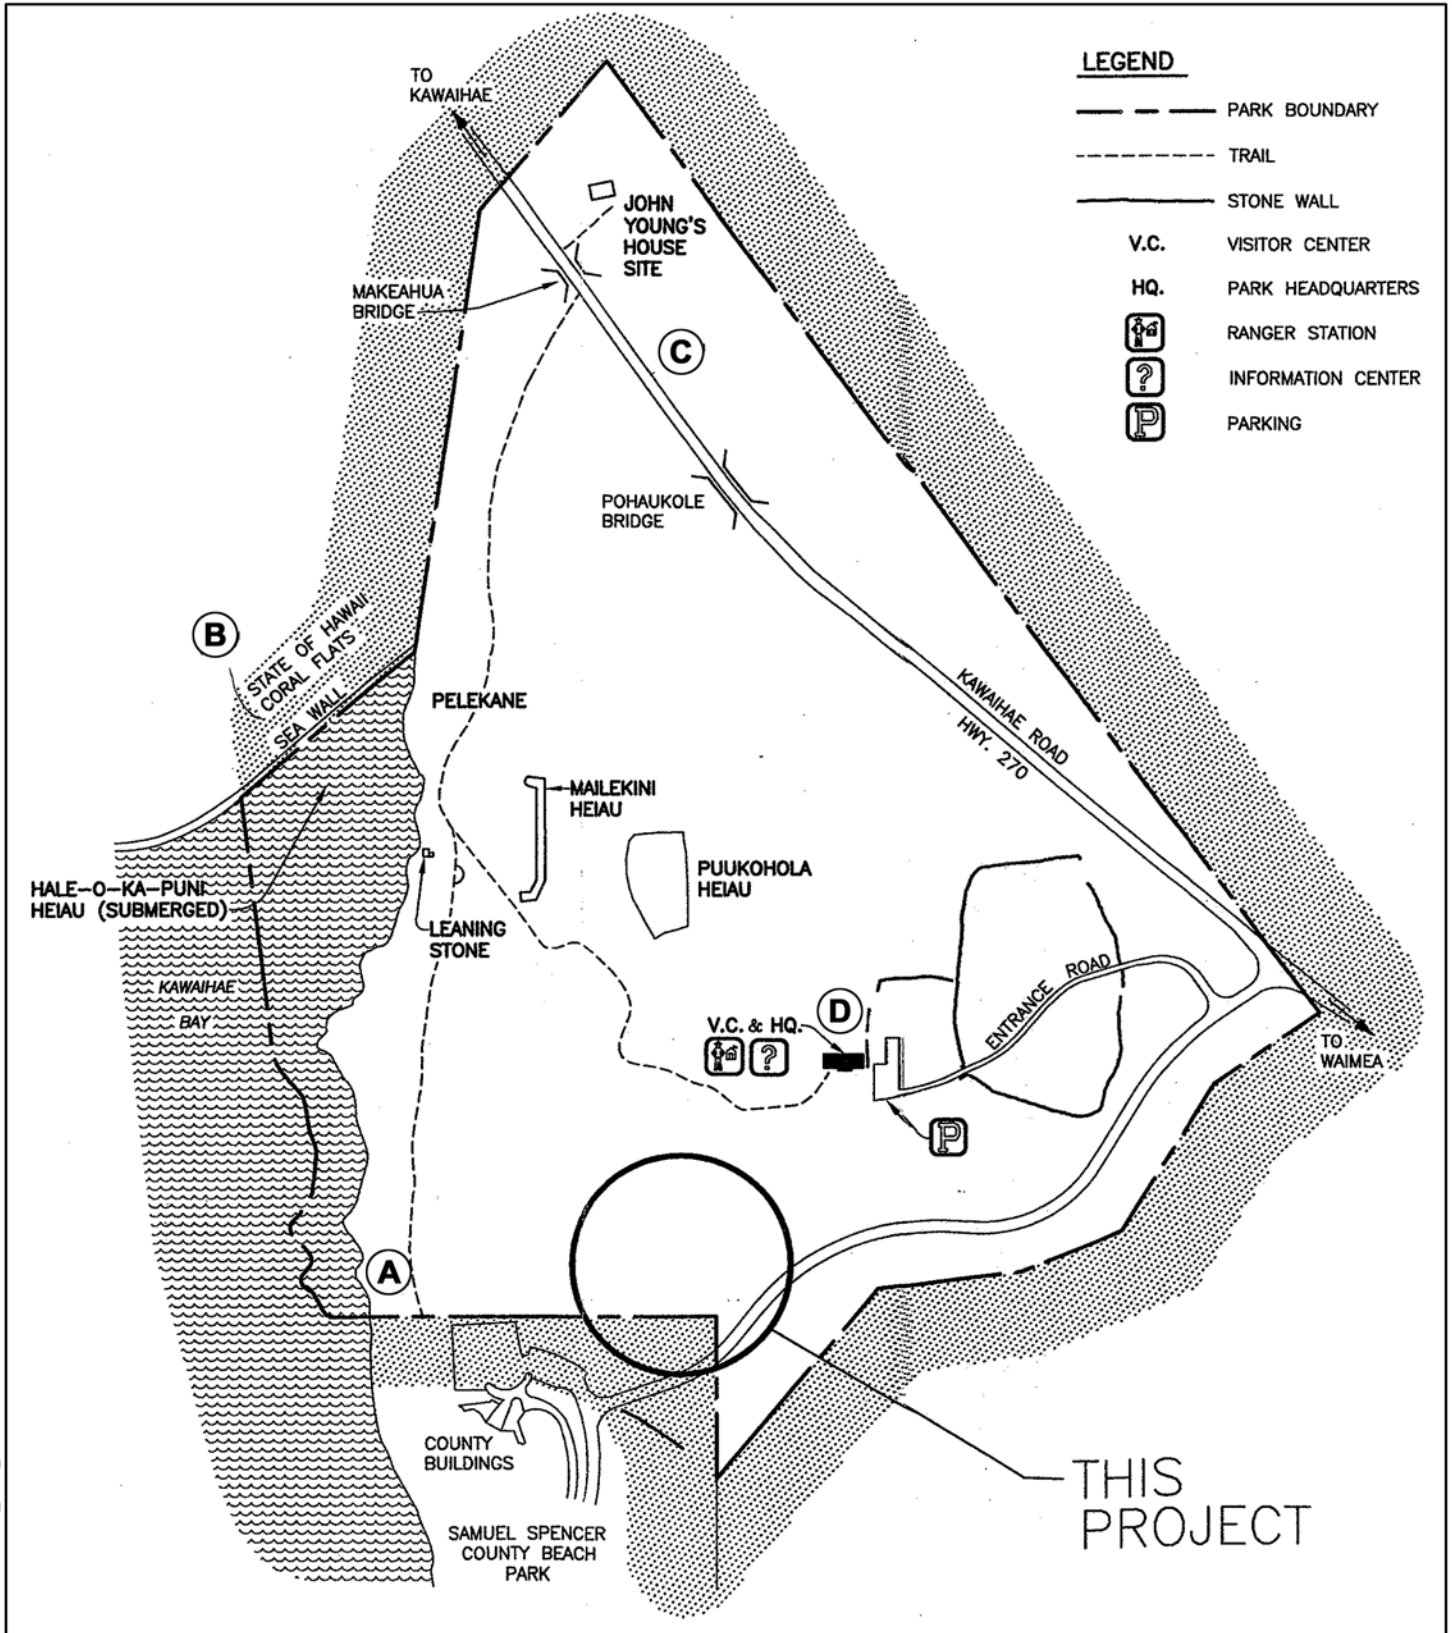 LEGEND
PARK BOUNDARY
TRAIL
STONE WALL
V.C. VISITOR CENTER
HQ. PARK HEADQUARTERS
RANGER STATION
? INFORMATION CENTER
P PARKING
TO
KAWAIHAE
JOHN
YOUNG'S
HOUSE
SITE
MAKEAHUA
BRIDGE
C
POHAUKOLE
BRIDGE
B
STATE OF HAWAII
CORAL FLATS
SEA WALL
PELEKANE
KAWAIHAE ROAD
HWY. 270
MAILEKINI
HEIAU
PUUKOHOLA
HEIAU
HALE-O-KA-PUNI
HEIAU (SUBMERGED)
LEANING
STONE
KAWAIHAE
BAY
ENTRANCE ROAD
D
V.C. & HQ.
?
TO
WAIMEA
P
A
COUNTY
BUILDINGS
THIS
PROJECT
SAMUEL SPENCER
COUNTY BEACH
PARK